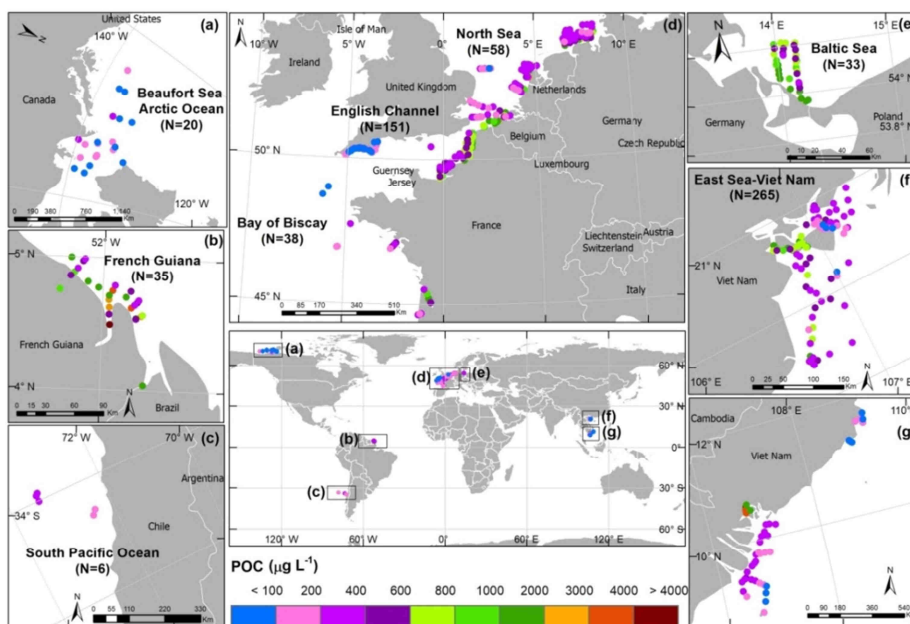 (a)
United States
140° W
Canada
Beaufort Sea
Arctic Ocean
(N=20)
120° W
0 190 380 760 1,140
Km
(b)
52° W
5° N
French Guiana
(N=35)
French Guiana
4° N
Brazil
N
0 15 30 60 90
Km
(c)
72° W
70° W
Argentina
34° S
Chile
South Pacific Ocean
(N=6)
N
0 55 110 220 330
Km
(d)
N
10° W
Isle of Man
5° W
0°
North Sea
(N=58)
5° E
10° E
Ireland
United Kingdom
Netherlands
English Channel
(N=151)
Germany
Belgium
Czech Republic
50° N
Luxembourg
Guernsey
Jersey
Bay of Biscay
(N=38)
France
Liechtenstein
Austria
Switzerland
45° N
Italy
0 85 170 340 510
Km
(a)
(b)
(c)
(d)
(e)
(f)
(g)
60° N
30° N
0°
30° S
60° S
120° W
60° W
0°
60° E
120° E
POC (µg L⁻¹)
< 100 200 400 600 800 1000 2000 3000 4000 > 4000
(e)
14° E
15° E
N
Baltic Sea
(N=33)
54° N
Poland
53.8° N
Germany
0 10 20 40 60
Km
(f)
East Sea-Viet Nam
(N=265)
21° N
Viet Nam
N
0 25 50 100 150
Km
106° E
107° E
(g)
Cambodia
108° E
12° N
Viet Nam
10° N
N
0 90 180 360 540
Km